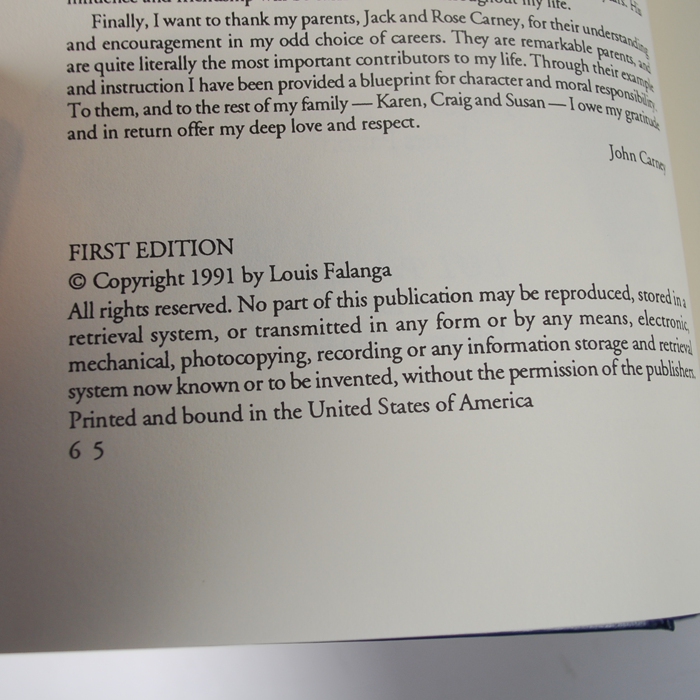 my life.
Finally, I want to thank my parents, Jack and Rose Carney, for their understanding
and encouragement in my odd choice of careers. They are remarkable parents, and
are quite literally the most important contributors to my life. Through their example
and instruction I have been provided a blueprint for character and moral responsibility.
To them, and to the rest of my family — Karen, Craig and Susan — I owe my gratitude
and in return offer my deep love and respect.
John Carney
FIRST EDITION
© Copyright 1991 by Louis Falanga
All rights reserved. No part of this publication may be reproduced, stored in a
retrieval system, or transmitted in any form or by any means, electronic,
mechanical, photocopying, recording or any information storage and retrieval
system now known or to be invented, without the permission of the publisher.
Printed and bound in the United States of America
6 5